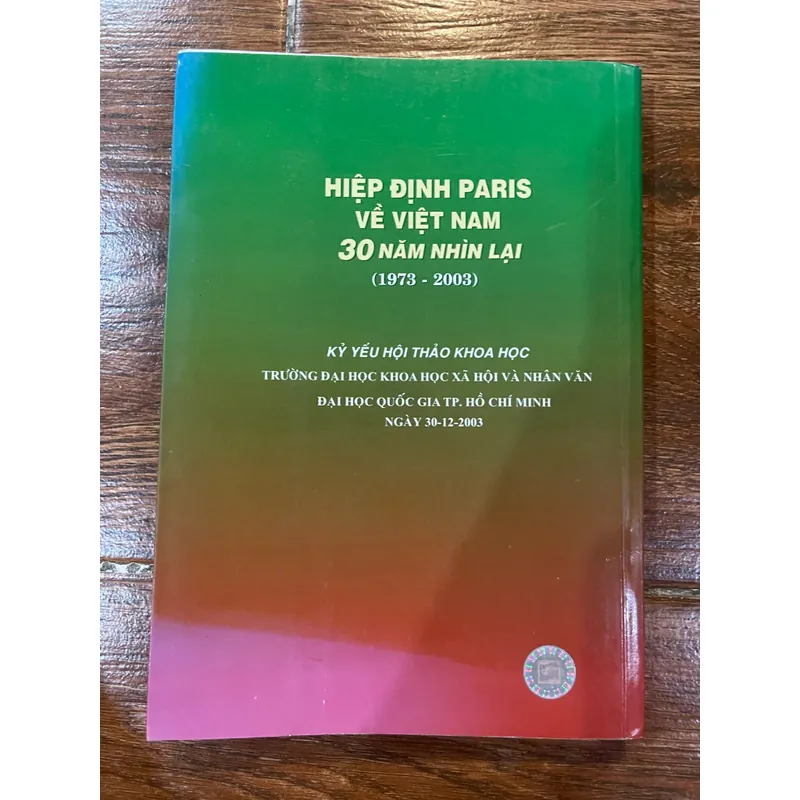 HIỆP ĐỊNH PARIS
VỀ VIỆT NAM
30 NĂM NHÌN LẠI
(1973 - 2003)
KỶ YẾU HỘI THẢO KHOA HỌC
TRƯỜNG ĐẠI HỌC KHOA HỌC XÃ HỘI VÀ NHÂN VĂN
ĐẠI HỌC QUỐC GIA TP. HỒ CHÍ MINH
NGÀY 30-12-2003